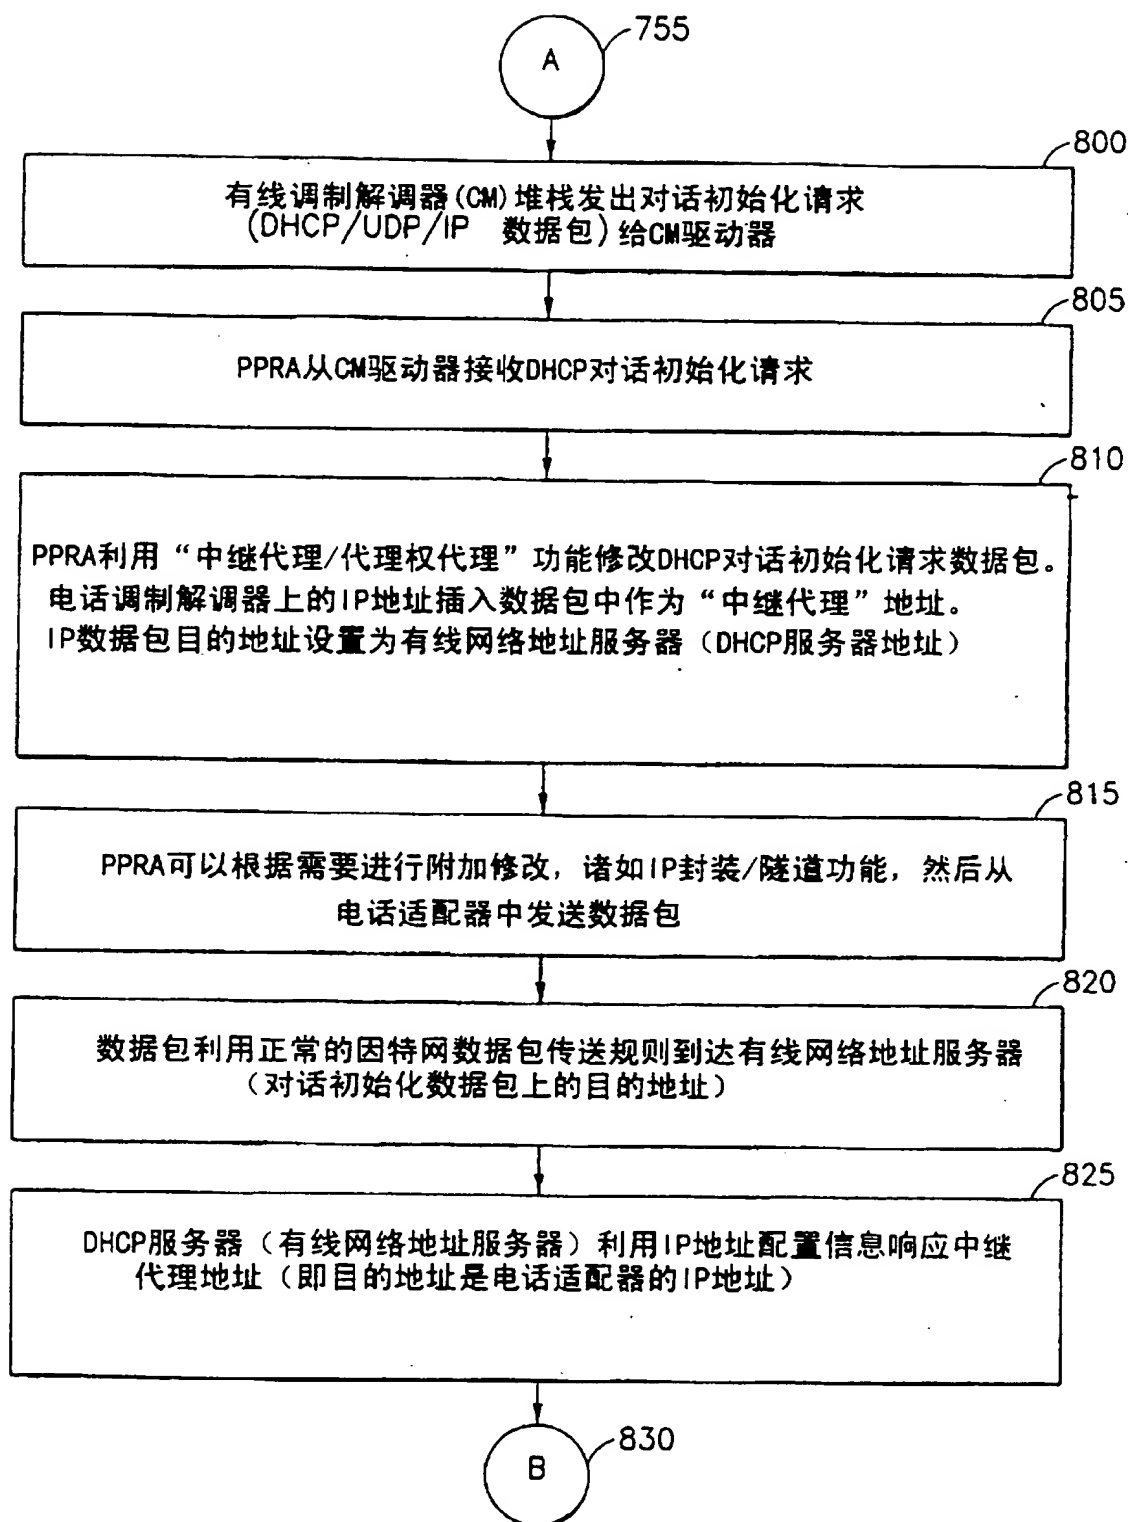 A
755
800
有线调制解调器(CM)堆栈发出对话初始化请求
(DHCP/UDP/IP 数据包)给CM驱动器
805
PPRA从CM驱动器接收DHCP对话初始化请求
810
PPRA利用“中继代理/代理权代理”功能修改DHCP对话初始化请求数据包。
电话调制解调器上的IP地址插入数据包中作为“中继代理”地址。
IP数据包目的地址设置为有线网络地址服务器（DHCP服务器地址）
815
PPRA可以根据需要进行附加修改，诸如IP封装/隧道功能，然后从
电话适配器中发送数据包
820
数据包利用正常的因特网数据包传送规则到达有线网络地址服务器
（对话初始化数据包上的目的地址）
825
DHCP服务器（有线网络地址服务器）利用IP地址配置信息响应中继
代理地址（即目的地址是电话适配器的IP地址）
B
830